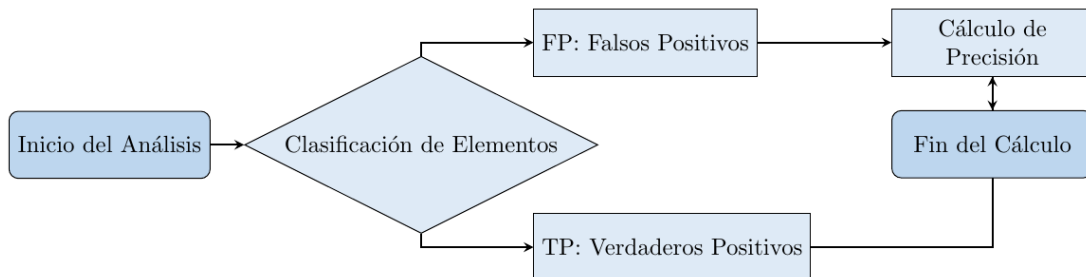 FP: Falsos Positivos
Cálculo de
Precisión
Inicio del Análisis
Clasificación de Elementos
Fin del Cálculo
TP: Verdaderos Positivos